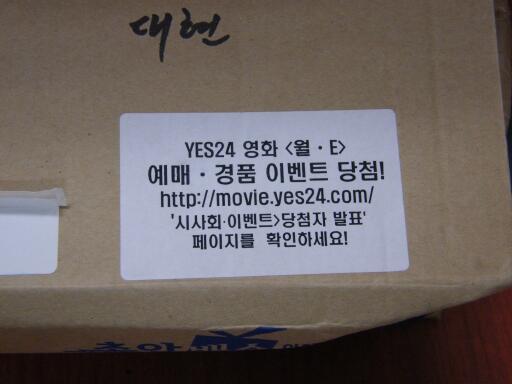 대현
YES24 영화 <월·E>
예매·경품 이벤트 당첨!
http://movie.yes24.com/
'시사회·이벤트>당첨자 발표'
페이지를 확인하세요!